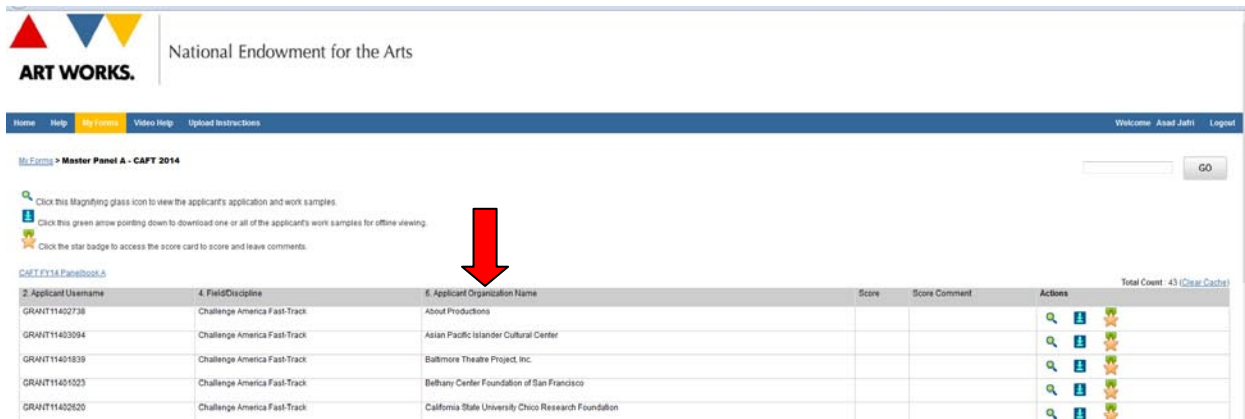 ART WORKS.
National Endowment for the Arts
Home Help My Forms Video Help Upload Instructions Welcome Asad Jafri Logout
My Forms > Master Panel A - CAFT 2014
GO
Click this Magnifying glass icon to view the applicant's application and work samples.
Click this green arrow pointing down to download one or all of the applicant's work samples for offline viewing.
Click the star badge to access the score card to score and leave comments.
CAFT FY14 Panelbook A
Total Count : 43 (Clear Cache)
2. Applicant Username 4. Field/Discipline 6. Applicant Organization Name Score Score Comment Actions
GRANT11402738 Challenge America Fast-Track About Productions
GRANT11403094 Challenge America Fast-Track Asian Pacific Islander Cultural Center
GRANT11401839 Challenge America Fast-Track Baltimore Theatre Project, Inc.
GRANT11401023 Challenge America Fast-Track Bethany Center Foundation of San Francisco
GRANT11402620 Challenge America Fast-Track California State University Chico Research Foundation